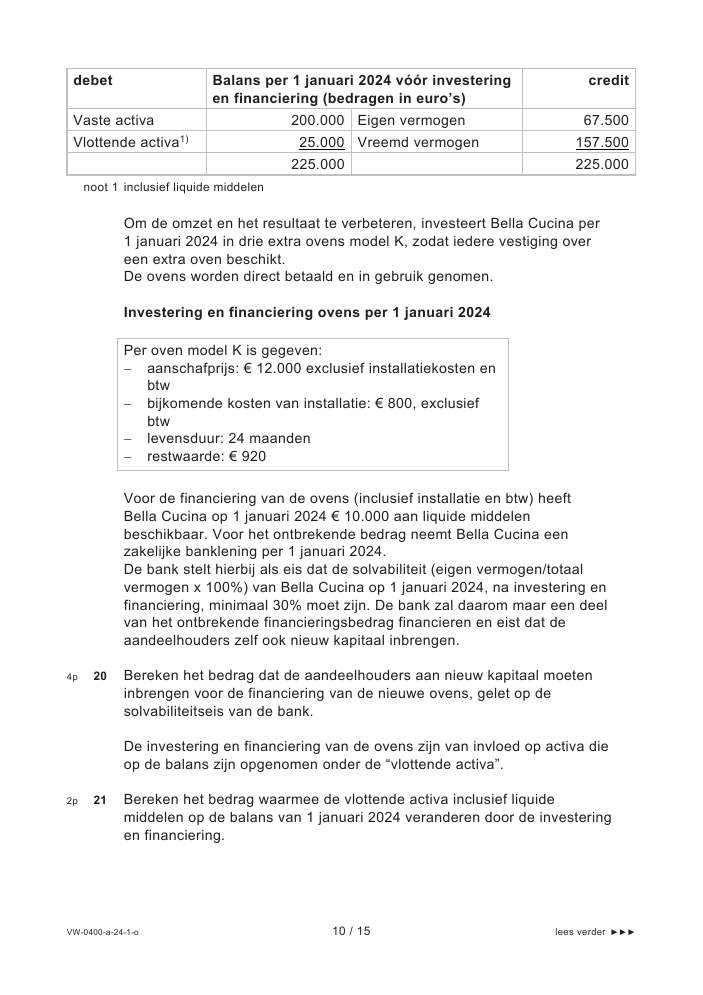 debet Balans per 1 januari 2024 vóór investering credit
en financiering (bedragen in euro's)
Vaste activa 200.000 Eigen vermogen 67.500
Vlottende activa1) 25.000 Vreemd vermogen 157.500
225.000 225.000
noot 1 inclusief liquide middelen
Om de omzet en het resultaat te verbeteren, investeert Bella Cucina per
1 januari 2024 in drie extra ovens model K, zodat iedere vestiging over
een extra oven beschikt.
De ovens worden direct betaald en in gebruik genomen.
Investering en financiering ovens per 1 januari 2024
Per oven model K is gegeven:
– aanschafprijs: € 12.000 exclusief installatiekosten en
btw
– bijkomende kosten van installatie: € 800, exclusief
btw
– levensduur: 24 maanden
– restwaarde: € 920
Voor de financiering van de ovens (inclusief installatie en btw) heeft
Bella Cucina op 1 januari 2024 € 10.000 aan liquide middelen
beschikbaar. Voor het ontbrekende bedrag neemt Bella Cucina een
zakelijke banklening per 1 januari 2024.
De bank stelt hierbij als eis dat de solvabiliteit (eigen vermogen/totaal
vermogen x 100%) van Bella Cucina op 1 januari 2024, na investering en
financiering, minimaal 30% moet zijn. De bank zal daarom maar een deel
van het ontbrekende financieringsbedrag financieren en eist dat de
aandeelhouders zelf ook nieuw kapitaal inbrengen.
4p 20 Bereken het bedrag dat de aandeelhouders aan nieuw kapitaal moeten
inbrengen voor de financiering van de nieuwe ovens, gelet op de
solvabiliteitseis van de bank.
De investering en financiering van de ovens zijn van invloed op activa die
op de balans zijn opgenomen onder de “vlottende activa”.
2p 21 Bereken het bedrag waarmee de vlottende activa inclusief liquide
middelen op de balans van 1 januari 2024 veranderen door de investering
en financiering.
VW-0400-a-24-1-o 10 / 15 lees verder ►►►